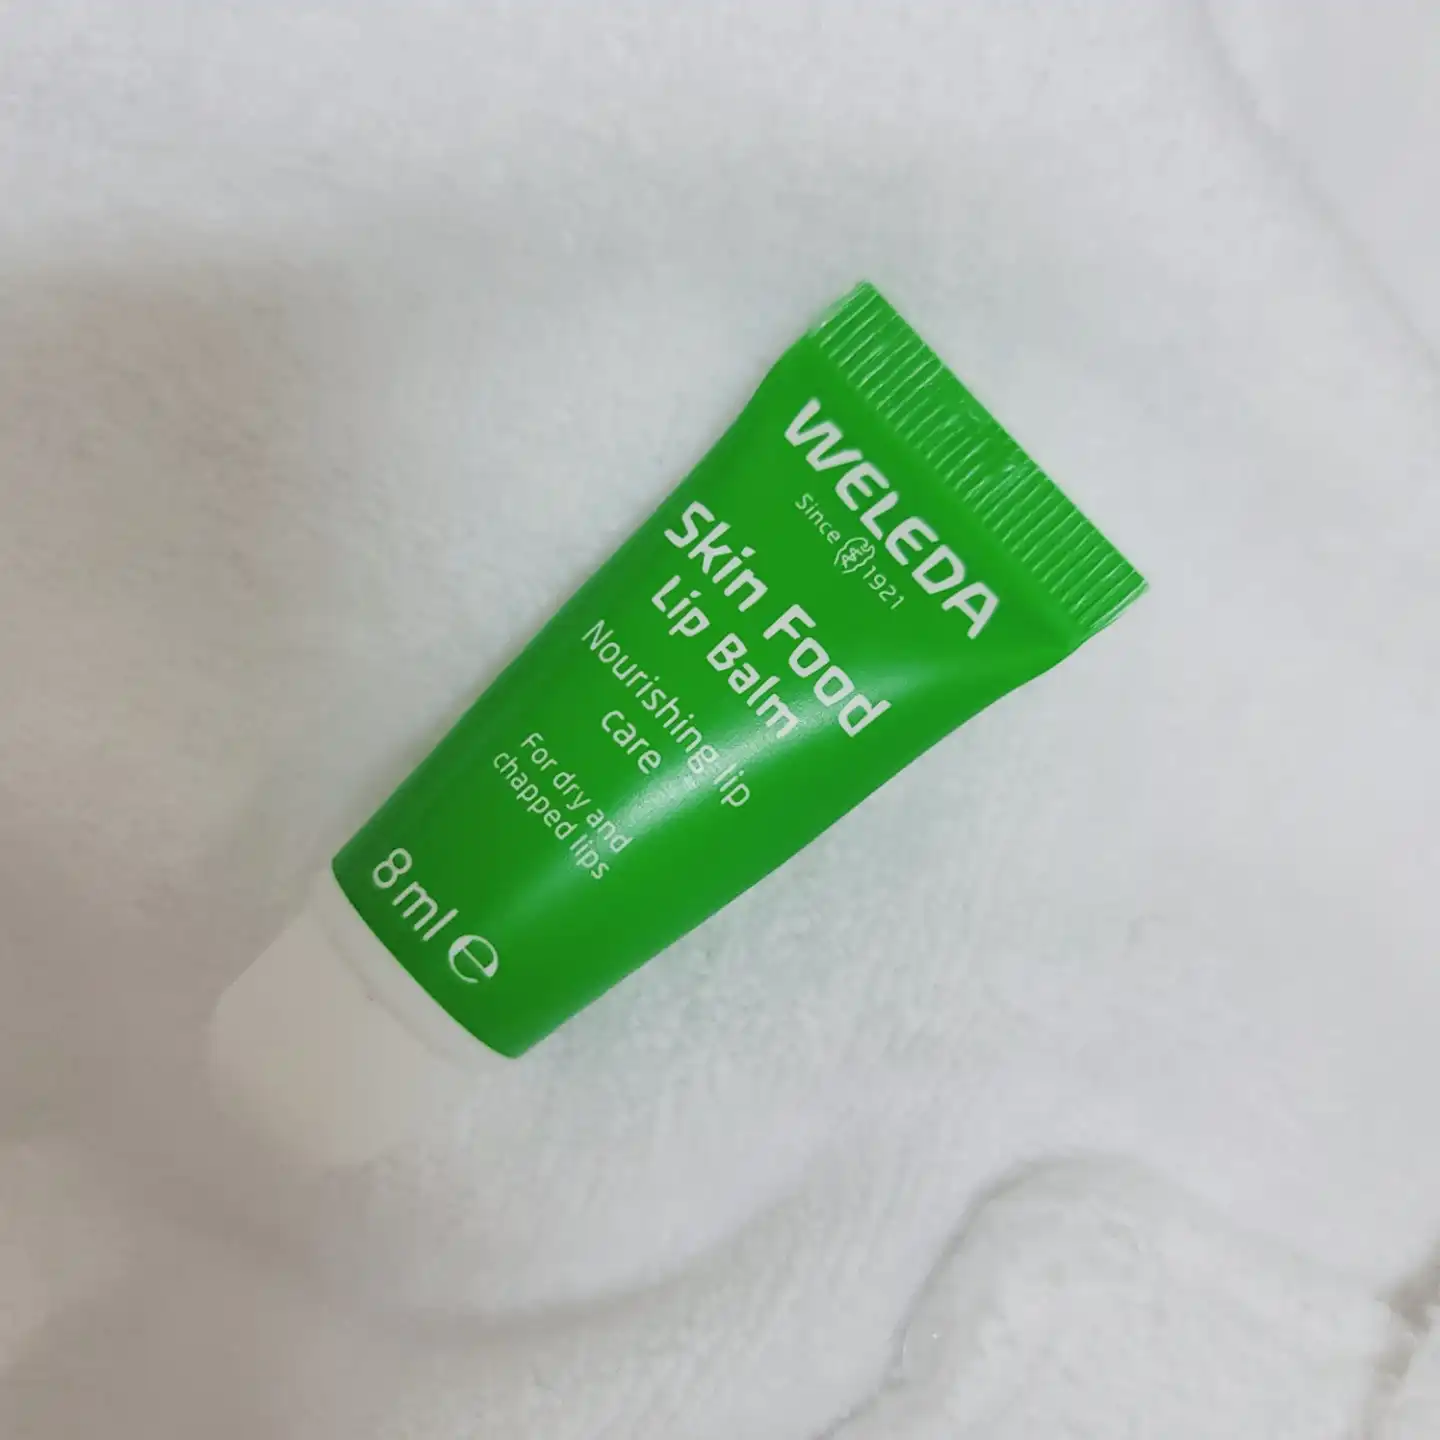 WELEDA
Since 1921
Skin Food
Lip Balm
Nourishing lip
care
For dry and
chapped lips
8 ml ℮